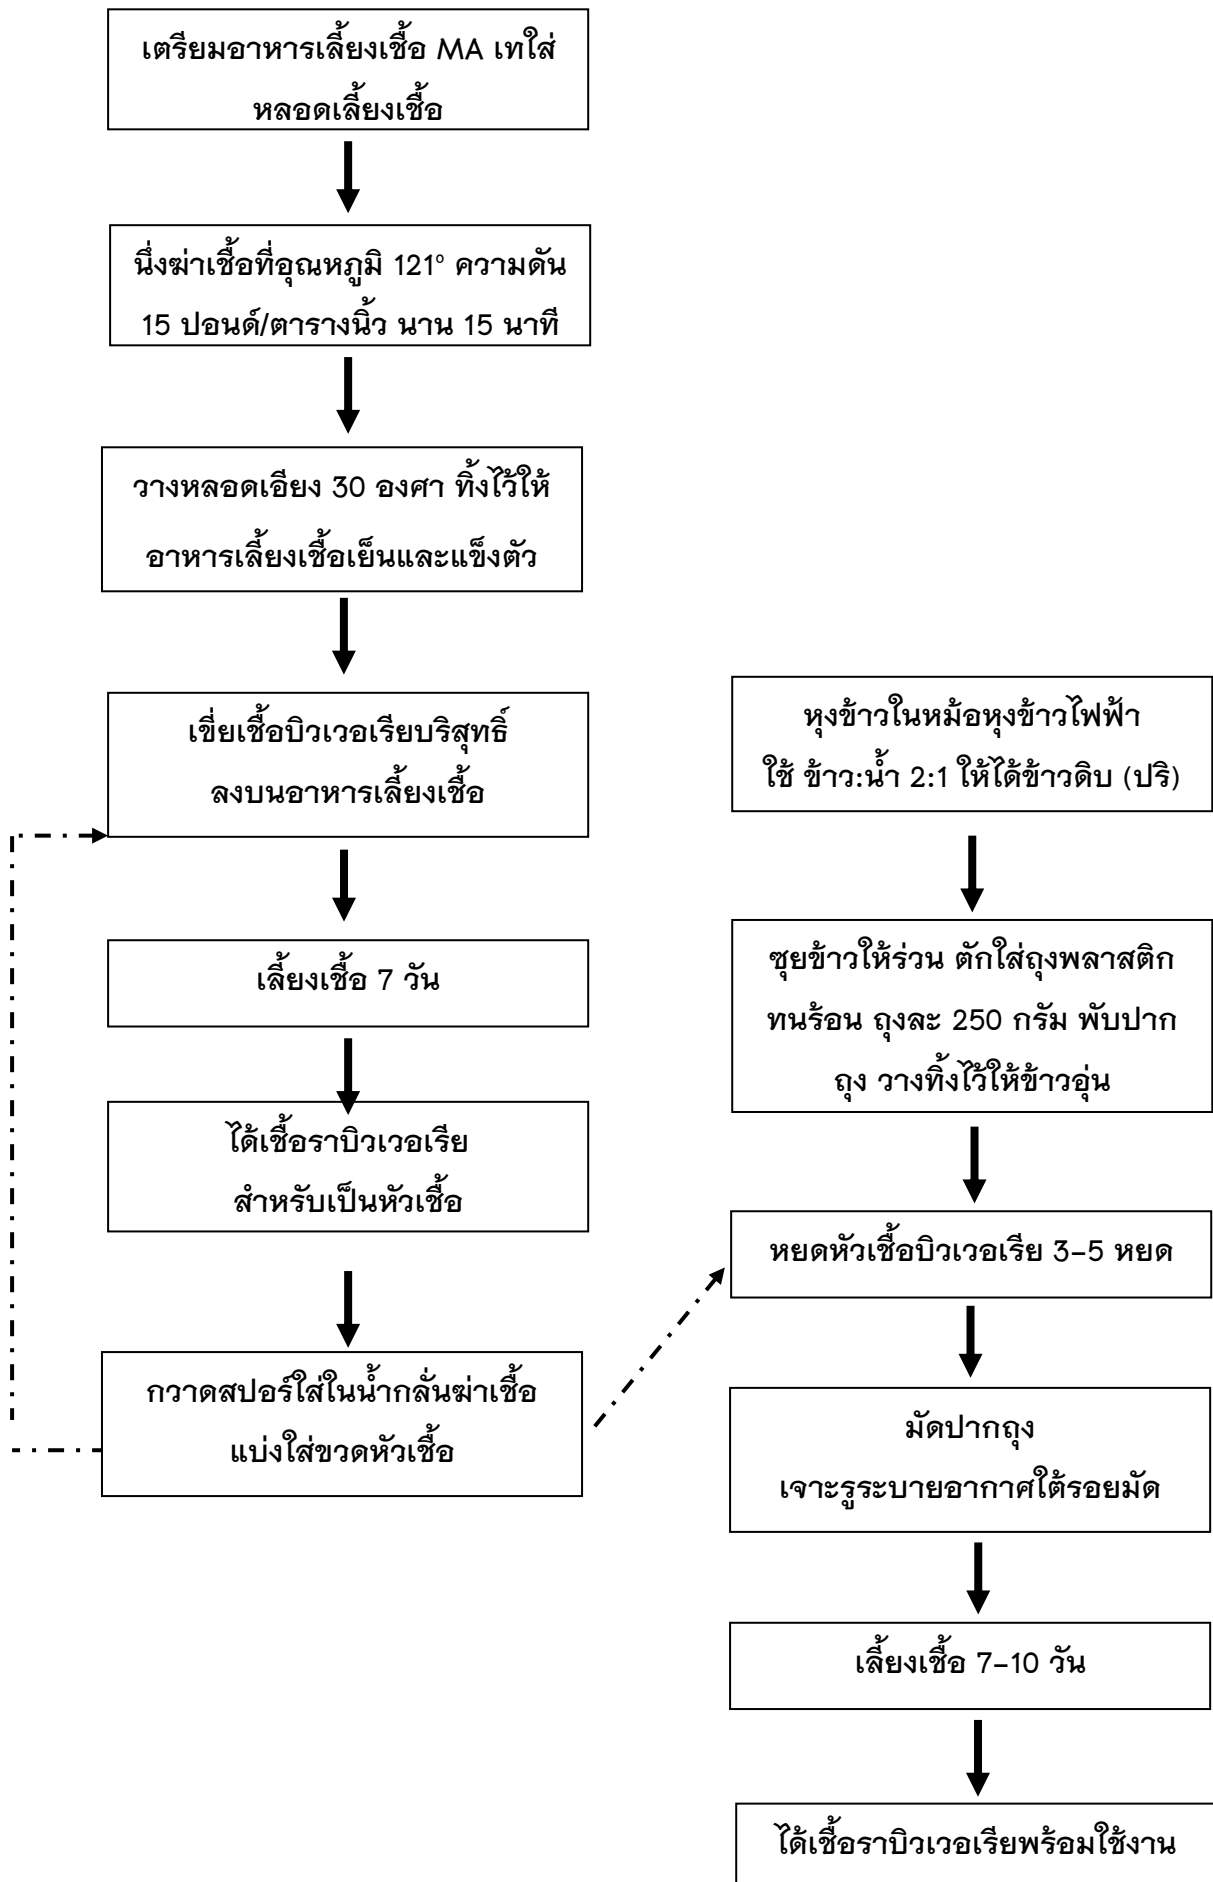 เตรียมอาหารเลี้ยงเชื้อ MA เทใส่
หลอดเลี้ยงเชื้อ
นึ่งฆ่าเชื้อที่อุณหภูมิ 121° ความดัน
15 ปอนด์/ตารางนิ้ว นาน 15 นาที
วางหลอดเอียง 30 องศา ทิ้งไว้ให้
อาหารเลี้ยงเชื้อเย็นและแข็งตัว
เขี่ยเชื้อบิวเวอเรียบริสุทธิ์
ลงบนอาหารเลี้ยงเชื้อ
เลี้ยงเชื้อ 7 วัน
ได้เชื้อราบิวเวอเรีย
สำหรับเป็นหัวเชื้อ
กวาดสปอร์ใส่ในน้ำกลั่นฆ่าเชื้อ
แบ่งใส่ขวดหัวเชื้อ
หุงข้าวในหม้อหุงข้าวไฟฟ้า
ใช้ ข้าว:น้ำ 2:1 ให้ได้ข้าวดิบ (ปริ)
ซุยข้าวให้ร่วน ตักใส่ถุงพลาสติก
ทนร้อน ถุงละ 250 กรัม พับปาก
ถุง วางทิ้งไว้ให้ข้าวอุ่น
หยดหัวเชื้อบิวเวอเรีย 3-5 หยด
มัดปากถุง
เจาะรูระบายอากาศใต้รอยมัด
เลี้ยงเชื้อ 7-10 วัน
ได้เชื้อราบิวเวอเรียพร้อมใช้งาน